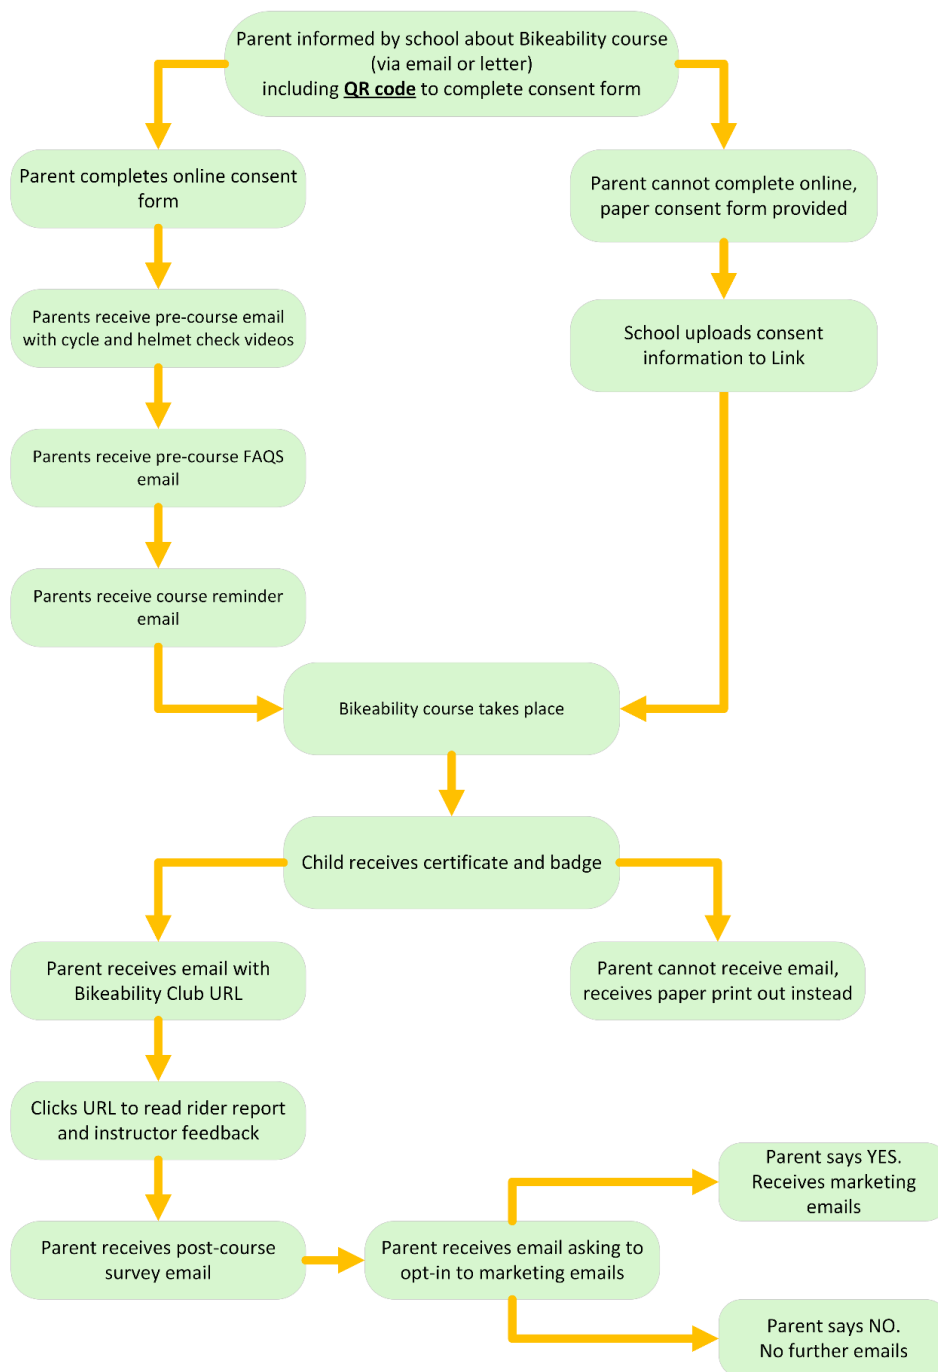 Parent informed by school about Bikeability course
(via email or letter)
including QR code to complete consent form
Parent completes online consent
form
Parent cannot complete online,
paper consent form provided
Parents receive pre-course email
with cycle and helmet check videos
School uploads consent
information to Link
Parents receive pre-course FAQS
email
Parents receive course reminder
email
Bikeability course takes place
Child receives certificate and badge
Parent receives email with
Bikeability Club URL
Parent cannot receive email,
receives paper print out instead
Clicks URL to read rider report
and instructor feedback
Parent receives post-course
survey email
Parent receives email asking to
opt-in to marketing emails
Parent says YES.
Receives marketing
emails
Parent says NO.
No further emails